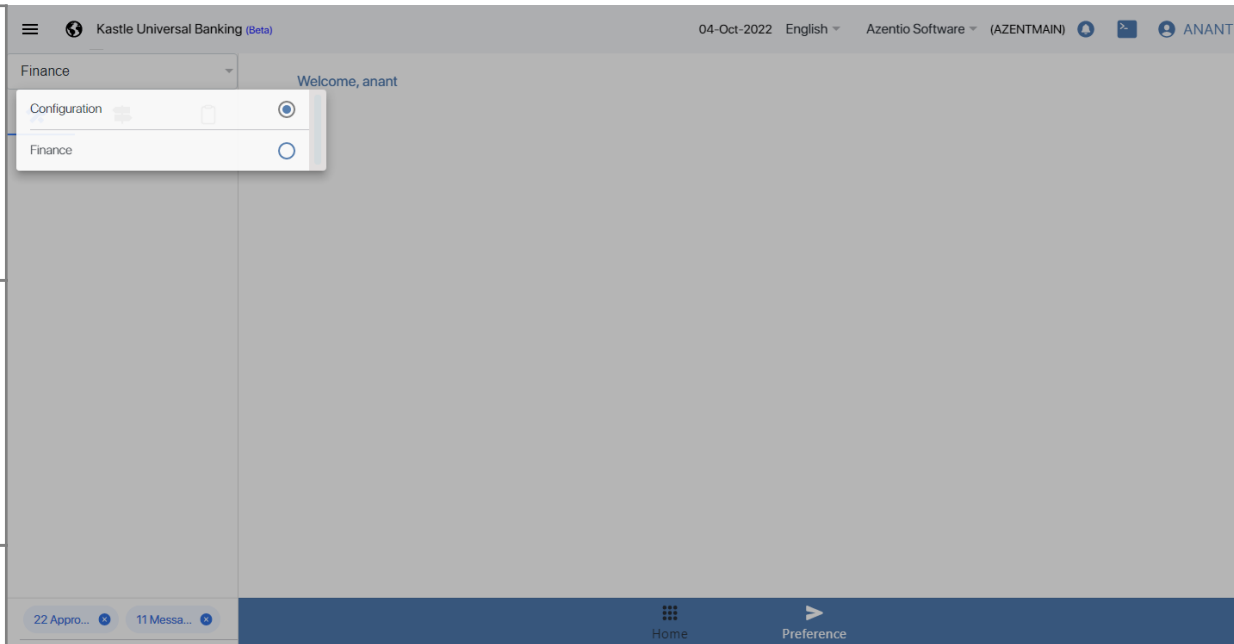 Kastle Universal Banking (Beta) 04-Oct-2022 English Azentio Software (AZENTMAIN) ANANT
Finance
Welcome, anant
Configuration
Finance
22 Appro... 11 Messa...
Home Preference